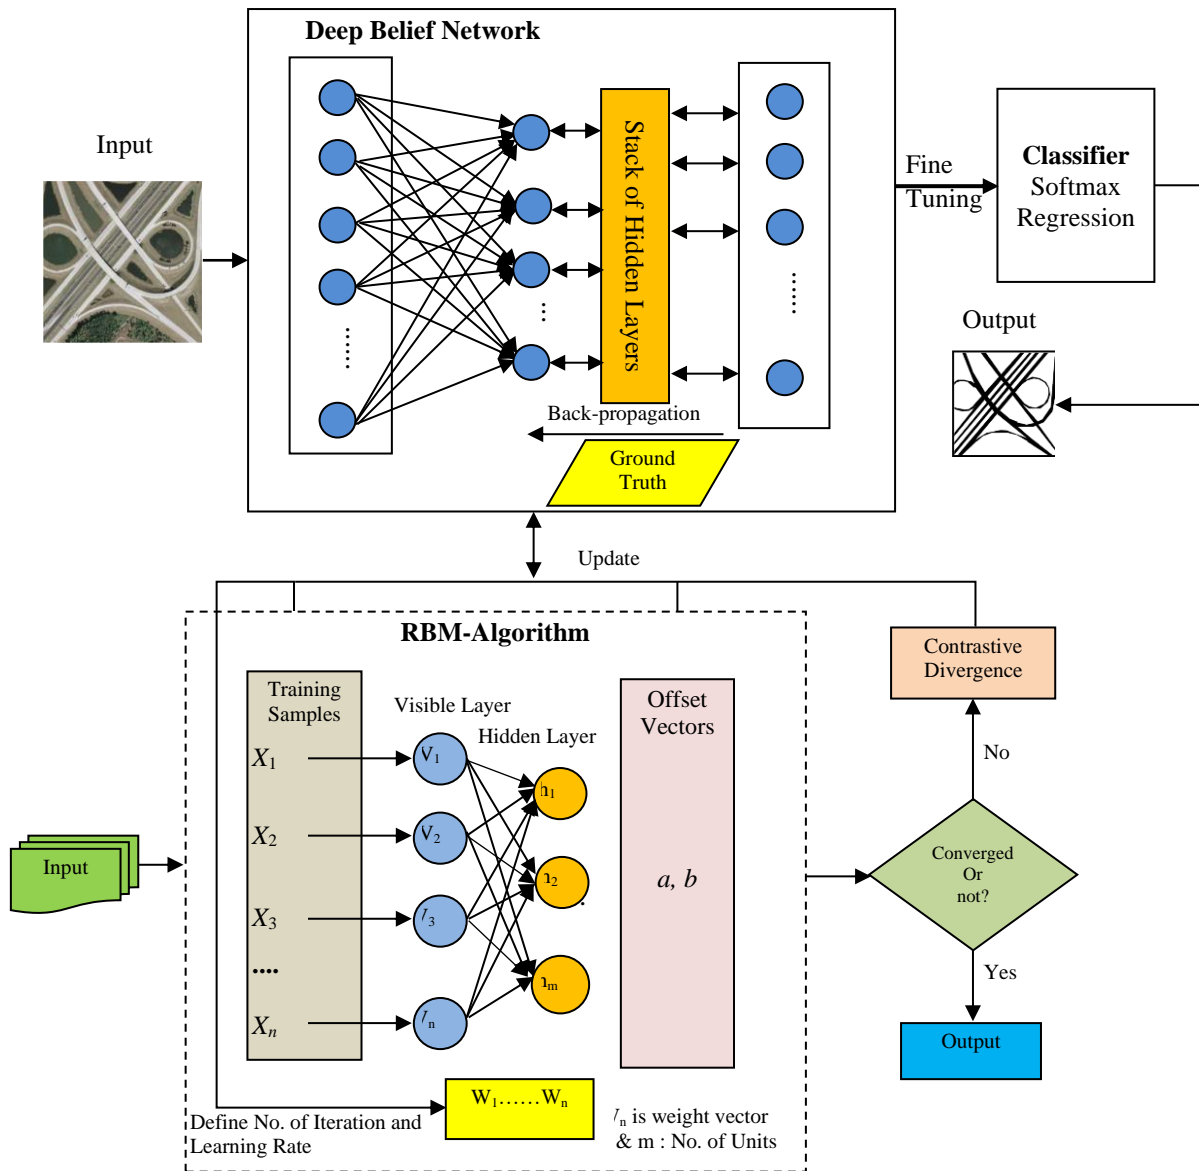 Deep Belief Network
Input
Stack of Hidden Layers
Fine
Tuning
Classifier
Softmax
Regression
Output
Back-propagation
Ground
Truth
Update
RBM-Algorithm
Training
Samples
Visible Layer
Hidden Layer
Offset
Vectors
Contrastive
Divergence
No
X1
X2
X3
....
Xn
V1
V2
h1
a, b
Input
Converged
Or
not?
Yes
Output
W1......Wn
Define No. of Iteration and
Learning Rate
is weight vector
& m : No. of Units